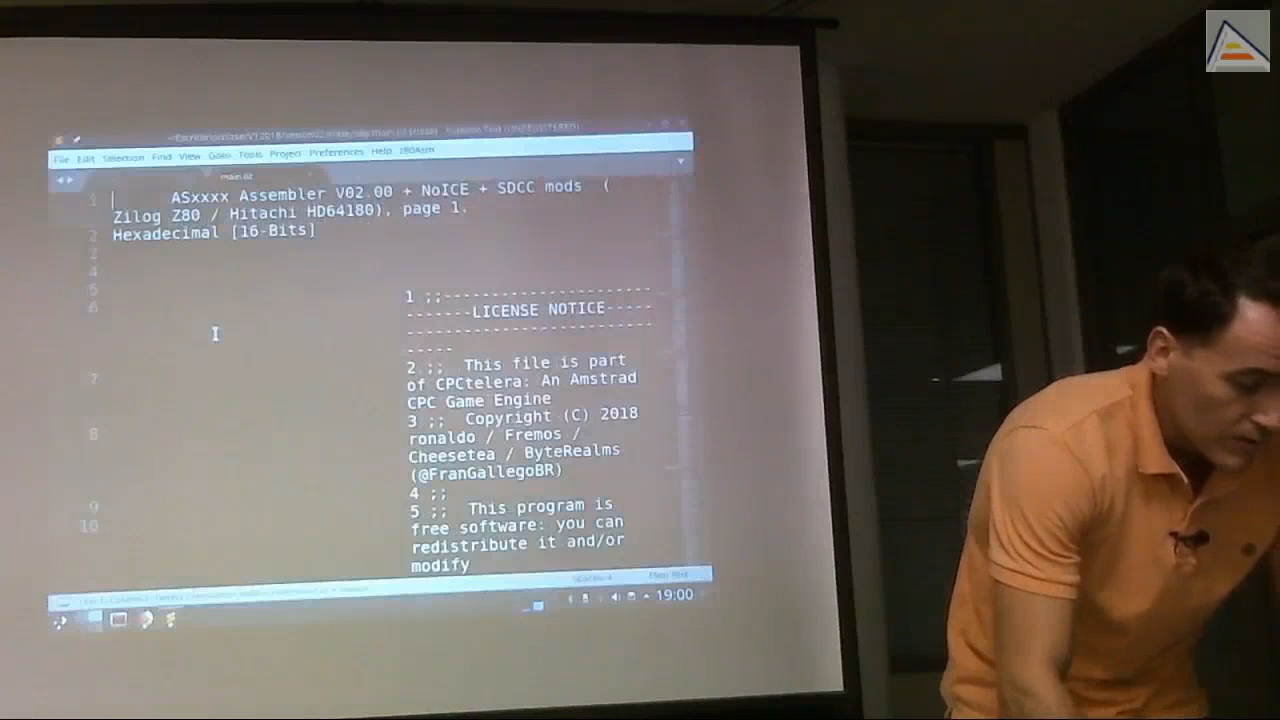 File Edit Selection Find View Goto Tools Project Preferences Help z80Asm
main.lst
1 ASxxxx Assembler V02.00 + NoICE + SDCC mods (
Zilog Z80 / Hitachi HD64180), page 1.
2 Hexadecimal [16-Bits]
3
4
5
6 1 ;;-----------------------
-------LICENSE NOTICE-----
------------------------
-----
7 2 ;;  This file is part
of CPCtelera: An Amstrad
CPC Game Engine
8 3 ;;  Copyright (C) 2018
ronaldo / Fremos /
Cheesetea / ByteRealms
(@FranGallegoBR)
9 4 ;;
10 5 ;;  This program is
free software: you can
redistribute it and/or
modify
19:00